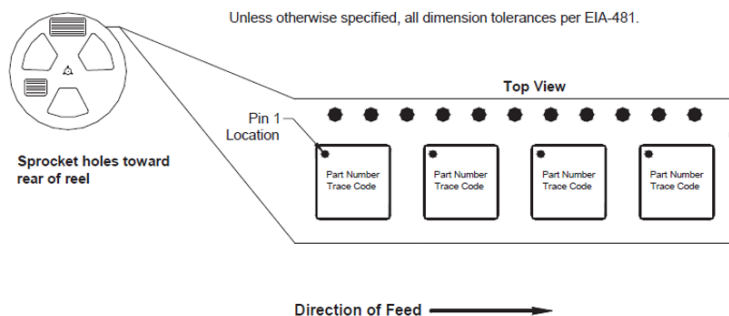 Unless otherwise specified, all dimension tolerances per EIA-481.
Top View
Pin 1
Location
Sprocket holes toward
rear of reel
Part Number
Trace Code
Part Number
Trace Code
Part Number
Trace Code
Part Number
Trace Code
Direction of Feed